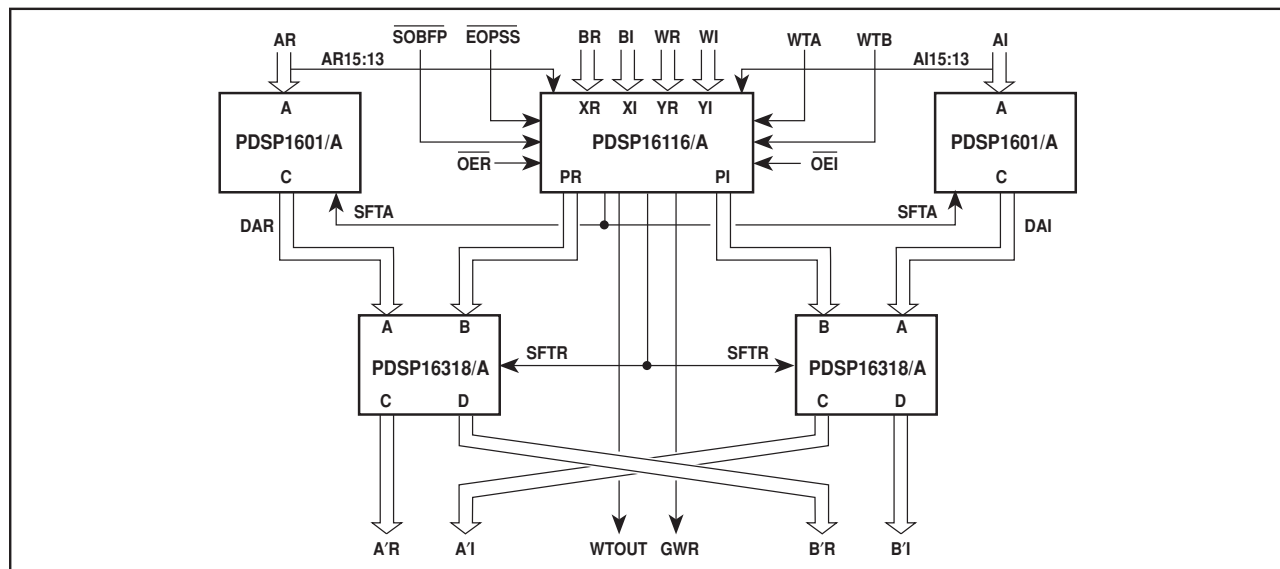 AR SOBFP EOPSS BR BI WR WI WTA WTB AI
AR15:13 AI15:13
A XR XI YR YI A
PDSP1601/A PDSP16116/A PDSP1601/A
OER OEI
C PR PI C
SFTA SFTA
DAR DAI
A B B A
SFTR SFTR
PDSP16318/A PDSP16318/A
C D C D
A′R A′I WTOUT GWR B′R B′I